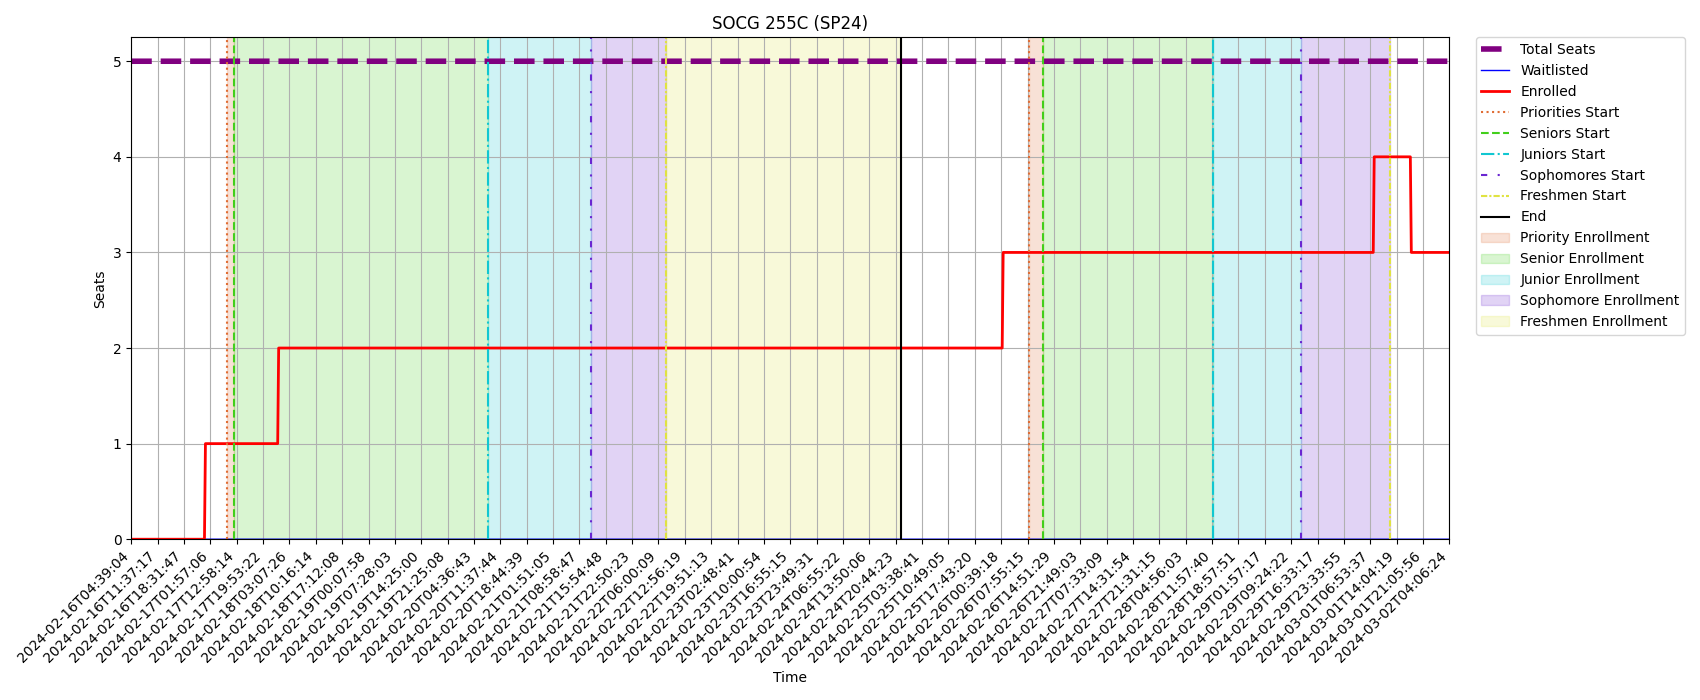 SOCG 255C (SP24)
5
4
3
2
1
0
Seats
Total Seats
Waitlisted
Enrolled
Priorities Start
Seniors Start
Juniors Start
Sophomores Start
Freshmen Start
End
Priority Enrollment
Senior Enrollment
Junior Enrollment
Sophomore Enrollment
Freshmen Enrollment
2024-02-16T04:39:04
2024-02-16T11:37:17
2024-02-16T18:31:47
2024-02-17T01:57:06
2024-02-17T12:58:14
2024-02-17T19:53:22
2024-02-18T03:07:26
2024-02-18T10:16:14
2024-02-18T17:12:08
2024-02-19T00:07:58
2024-02-19T07:28:03
2024-02-19T14:25:00
2024-02-19T21:25:08
2024-02-20T04:36:43
2024-02-20T11:37:44
2024-02-20T18:44:39
2024-02-21T01:51:05
2024-02-21T08:58:47
2024-02-21T15:54:48
2024-02-21T22:50:23
2024-02-22T06:00:09
2024-02-22T12:56:19
2024-02-22T19:51:13
2024-02-23T02:48:41
2024-02-23T10:00:54
2024-02-23T16:55:15
2024-02-23T23:49:31
2024-02-24T06:55:22
2024-02-24T13:50:06
2024-02-24T20:44:23
2024-02-25T03:38:41
2024-02-25T10:49:05
2024-02-25T17:43:20
2024-02-26T00:39:18
2024-02-26T07:55:15
2024-02-26T14:51:29
2024-02-26T21:49:03
2024-02-27T07:33:09
2024-02-27T14:31:54
2024-02-27T21:31:15
2024-02-28T04:56:03
2024-02-28T11:57:40
2024-02-28T18:57:51
2024-02-29T01:57:17
2024-02-29T09:24:22
2024-02-29T16:33:17
2024-02-29T23:33:55
2024-03-01T06:53:37
2024-03-01T14:04:19
2024-03-01T21:05:56
2024-03-02T04:06:24
Time